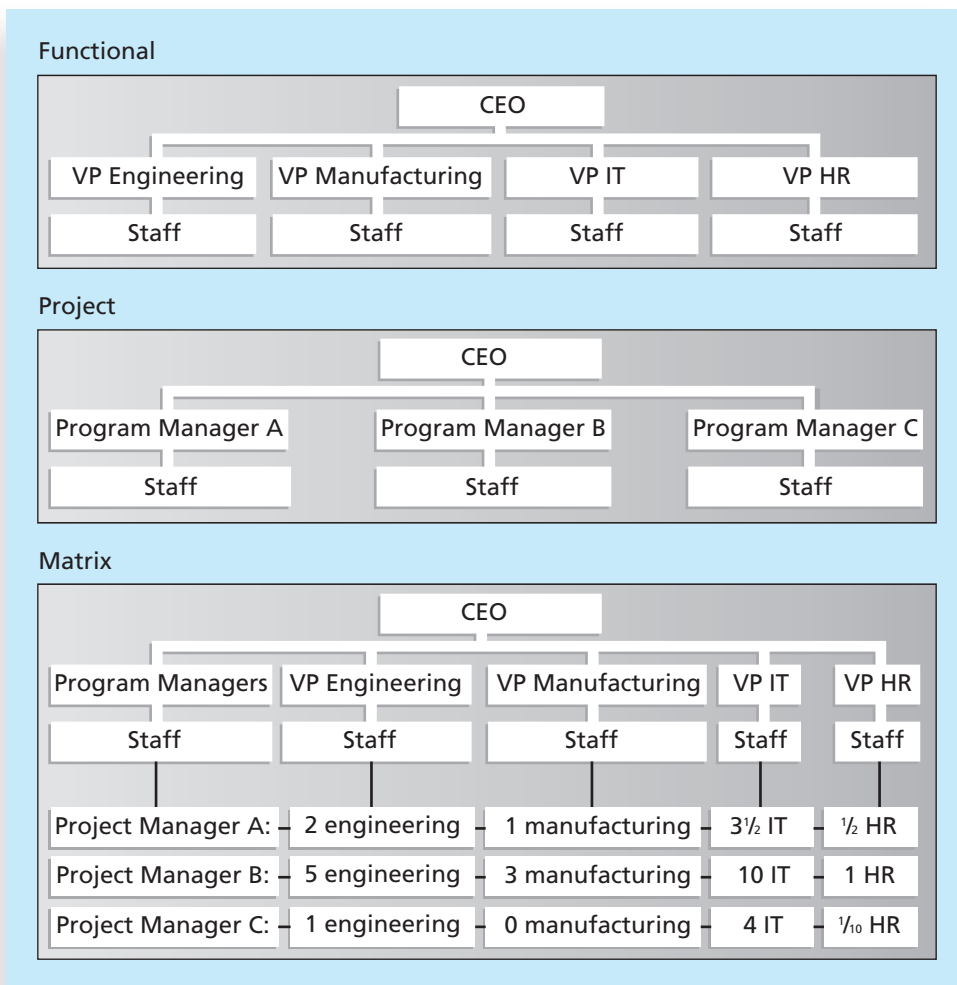 Functional
CEO
VP Engineering VP Manufacturing VP IT VP HR
Staff Staff Staff Staff
Project
CEO
Program Manager A Program Manager B Program Manager C
Staff Staff Staff
Matrix
CEO
Program Managers VP Engineering VP Manufacturing VP IT VP HR
Staff Staff Staff Staff Staff
Project Manager A: 2 engineering 1 manufacturing 3½ IT ½ HR
Project Manager B: 5 engineering 3 manufacturing 10 IT 1 HR
Project Manager C: 1 engineering 0 manufacturing 4 IT ⅒ HR